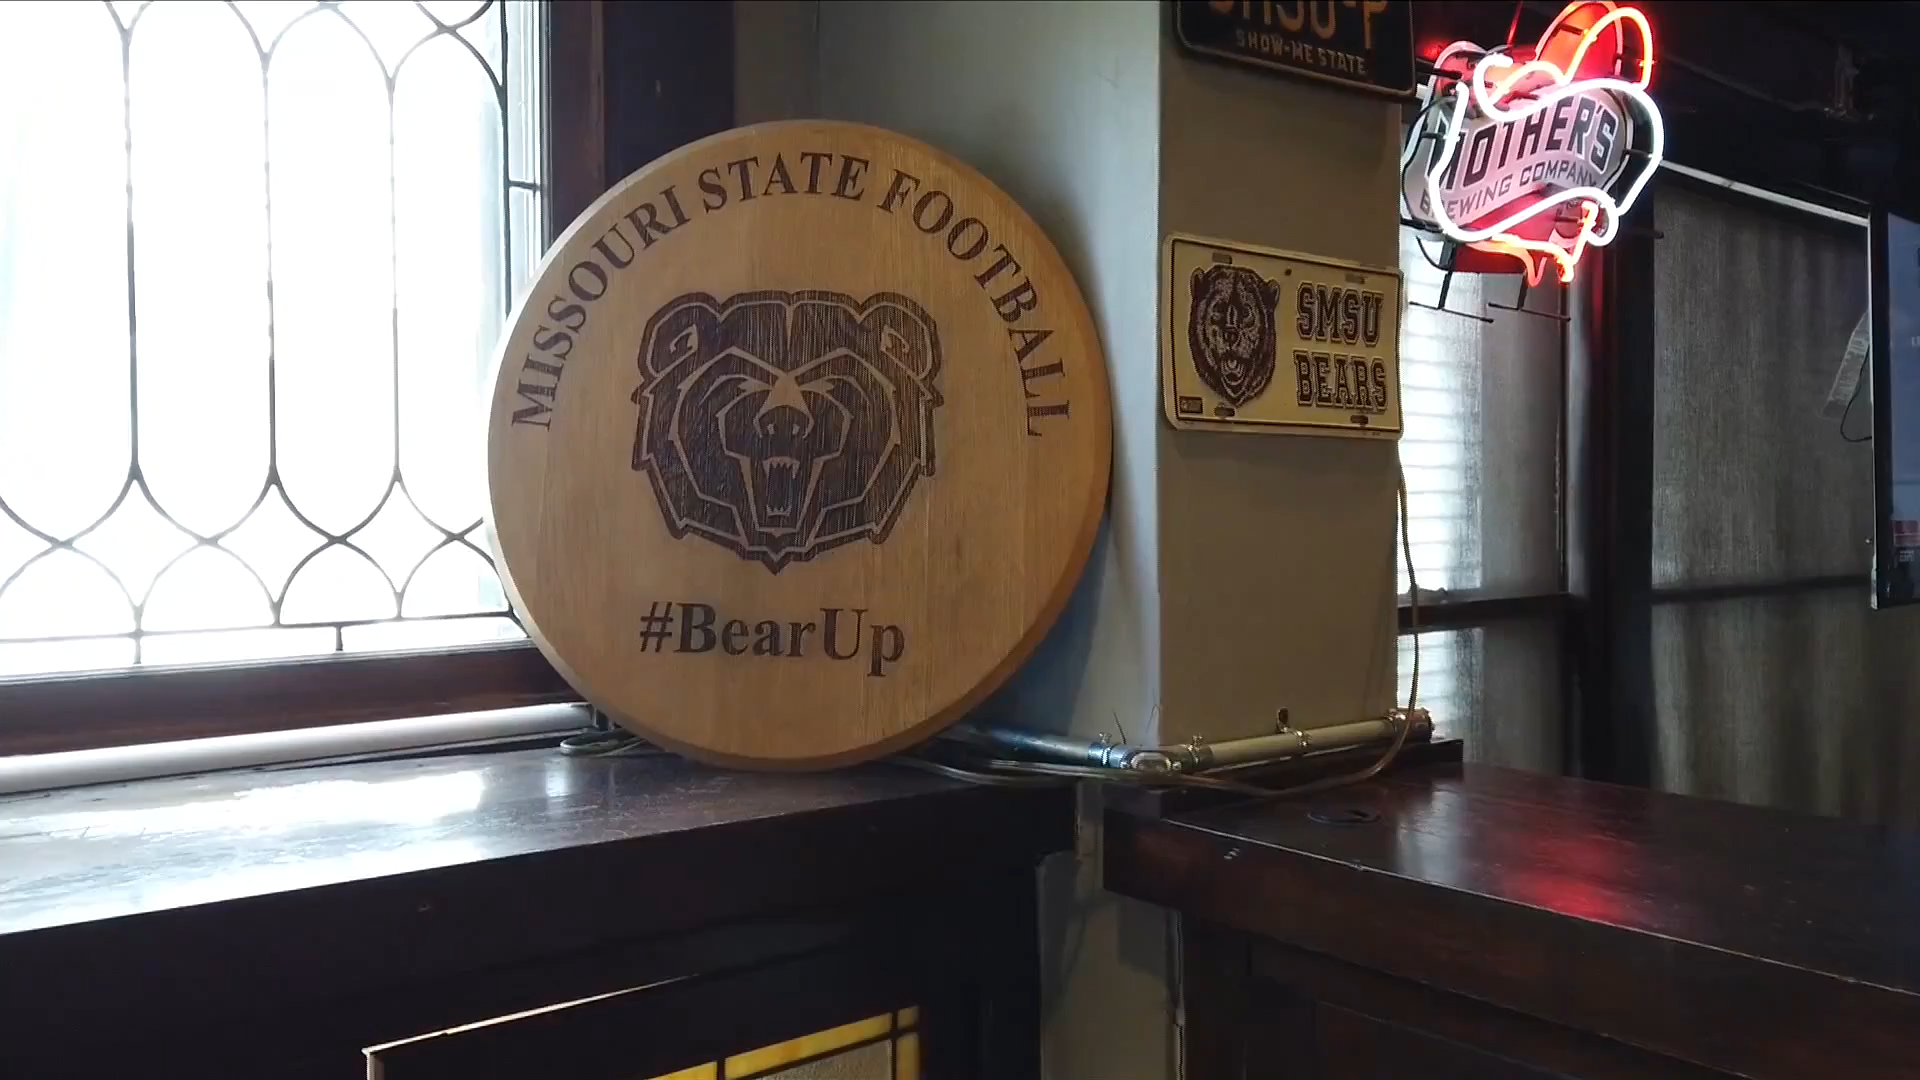 MISSOURI STATE FOOTBALL
#BearUp
SHOW-ME STATE
SMSU
BEARS
MOTHER'S
BREWING COMPANY